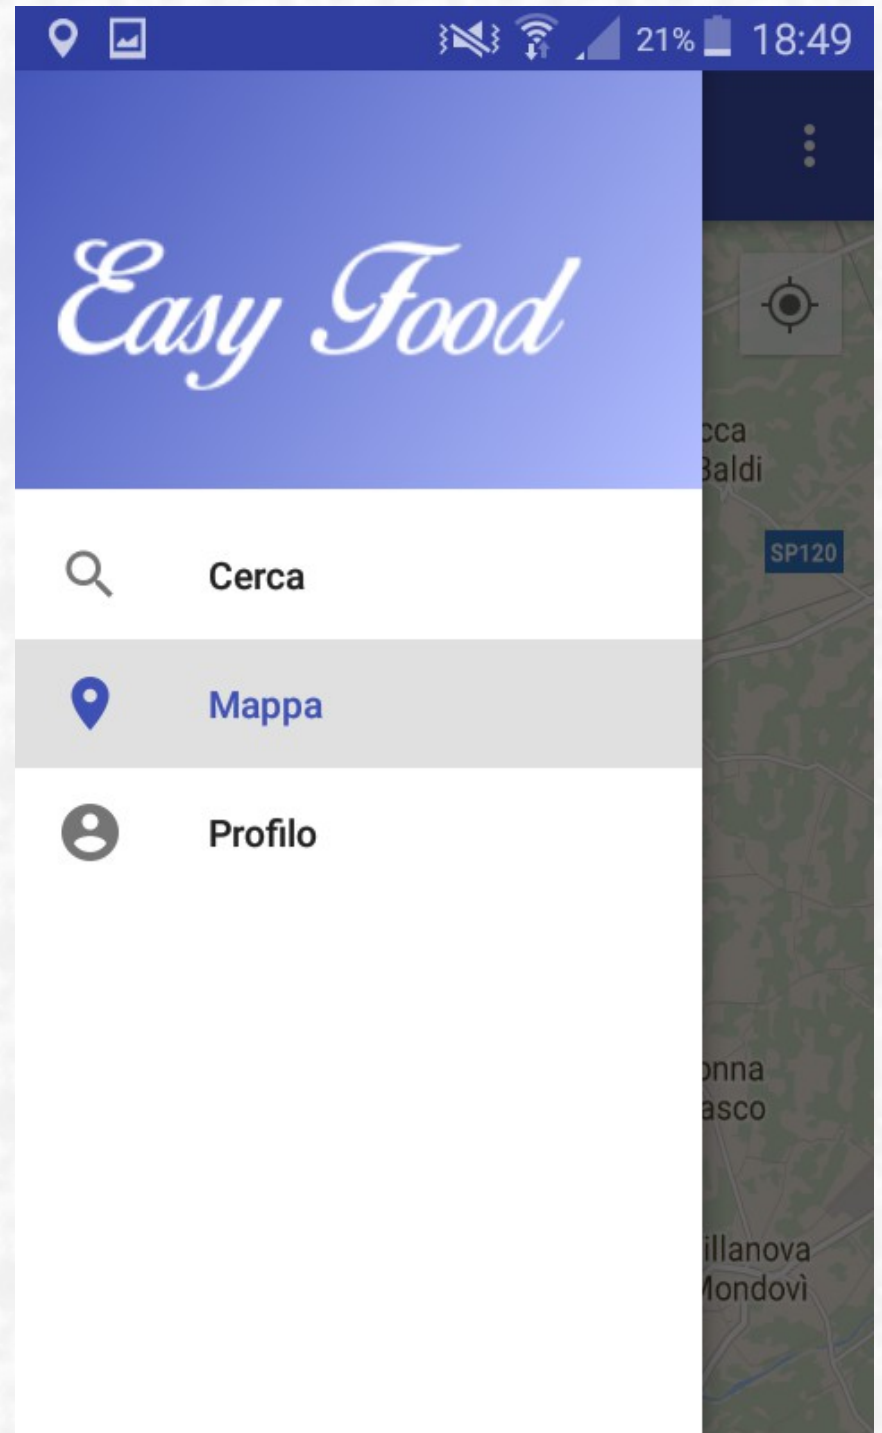 21% 18:49
Easy Food
cca
Baldi
SP120
Cerca
Mappa
Profilo
onna
asco
illanova
Mondovì